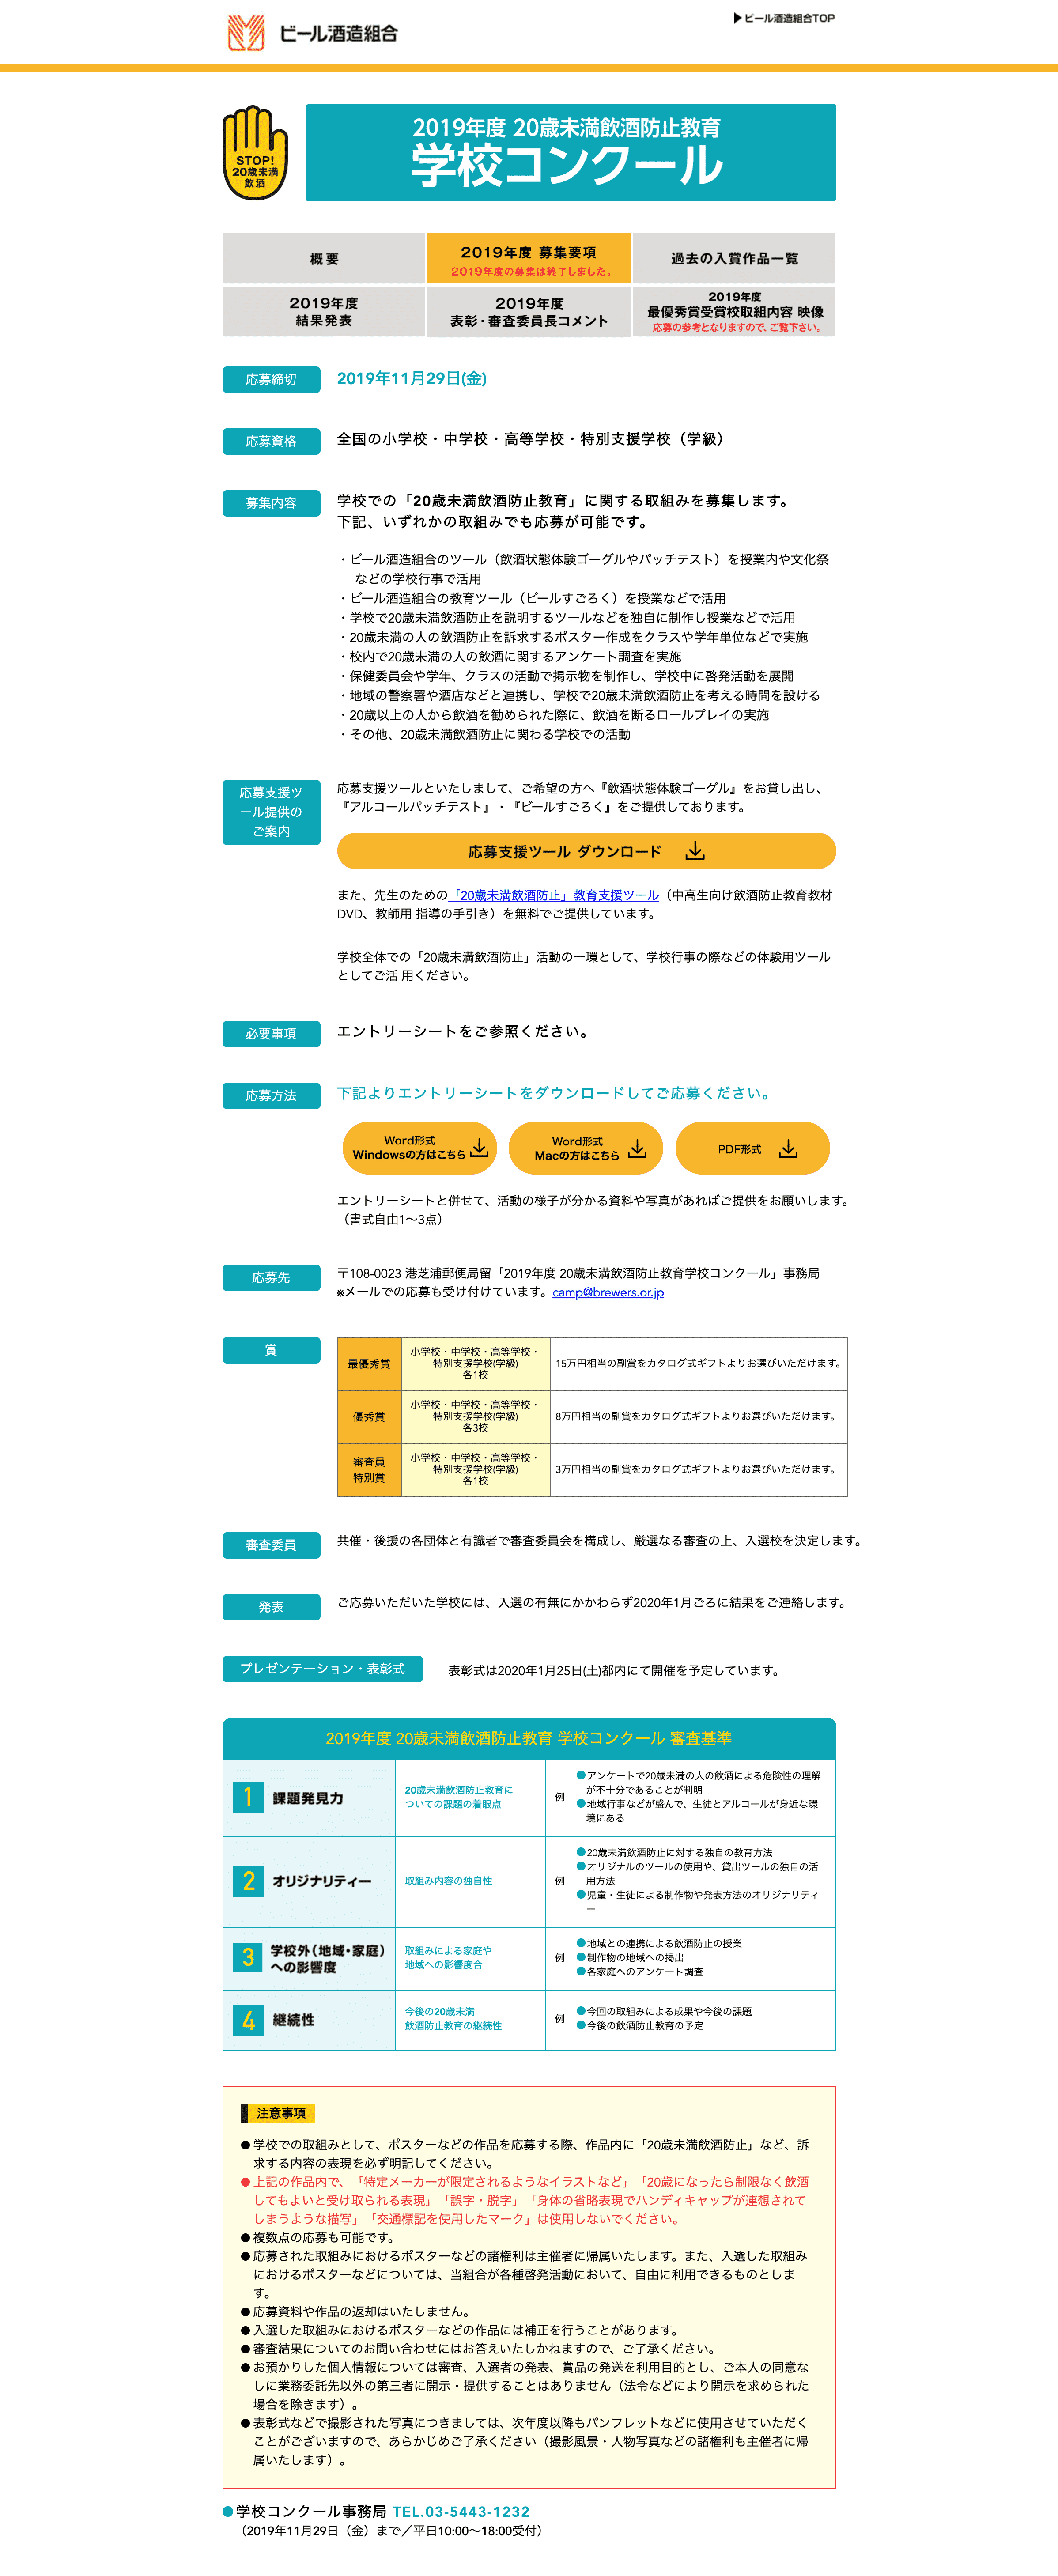 ビール酒造組合
▶ビール酒造組合TOP
STOP!
20歳未満
飲酒
2019年度 20歳未満飲酒防止教育
学校コンクール
概要
2019年度 募集要項
2019年度の募集は終了しました。
過去の入賞作品一覧
2019年度
結果発表
2019年度
表彰・審査委員長コメント
2019年度
最優秀賞受賞校取組内容 映像
応募の参考となりますので、ご覧下さい。
応募締切
2019年11月29日(金)
応募資格
全国の小学校・中学校・高等学校・特別支援学校（学級）
募集内容
学校での「20歳未満飲酒防止教育」に関する取組みを募集します。
下記、いずれかの取組みでも応募が可能です。
・ビール酒造組合のツール（飲酒状態体験ゴーグルやパッチテスト）を授業内や文化祭
などの学校行事で活用
・ビール酒造組合の教育ツール（ビールすごろく）を授業などで活用
・学校で20歳未満飲酒防止を説明するツールなどを独自に制作し授業などで活用
・20歳未満の人の飲酒防止を訴求するポスター作成をクラスや学年単位などで実施
・校内で20歳未満の人の飲酒に関するアンケート調査を実施
・保健委員会や学年、クラスの活動で掲示物を制作し、学校中に啓発活動を展開
・地域の警察署や酒店などと連携し、学校で20歳未満飲酒防止を考える時間を設ける
・20歳以上の人から飲酒を勧められた際に、飲酒を断るロールプレイの実施
・その他、20歳未満飲酒防止に関わる学校での活動
応募支援ツ
ール提供の
ご案内
応募支援ツールといたしまして、ご希望の方へ『飲酒状態体験ゴーグル』をお貸し出し、
『アルコールパッチテスト』・『ビールすごろく』をご提供しております。
応募支援ツール ダウンロード
また、先生のための「20歳未満飲酒防止」教育支援ツール（中高生向け飲酒防止教育教材
DVD、教師用 指導の手引き）を無料でご提供しています。
学校全体での「20歳未満飲酒防止」活動の一環として、学校行事の際などの体験用ツール
としてご活 用ください。
必要事項
エントリーシートをご参照ください。
応募方法
下記よりエントリーシートをダウンロードしてご応募ください。
Word形式
Windowsの方はこちら
Word形式
Macの方はこちら
PDF形式
エントリーシートと併せて、活動の様子が分かる資料や写真があればご提供をお願いします。
（書式自由1〜3点）
応募先
〒108-0023 港芝浦郵便局留「2019年度 20歳未満飲酒防止教育学校コンクール」事務局
※メールでの応募も受け付けています。camp@brewers.or.jp
賞
最優秀賞
小学校・中学校・高等学校・
特別支援学校(学級)
各1校
15万円相当の副賞をカタログ式ギフトよりお選びいただけます。
優秀賞
小学校・中学校・高等学校・
特別支援学校(学級)
各3校
8万円相当の副賞をカタログ式ギフトよりお選びいただけます。
審査員
特別賞
小学校・中学校・高等学校・
特別支援学校(学級)
各1校
3万円相当の副賞をカタログ式ギフトよりお選びいただけます。
審査委員
共催・後援の各団体と有識者で審査委員会を構成し、厳選なる審査の上、入選校を決定します。
発表
ご応募いただいた学校には、入選の有無にかかわらず2020年1月ごろに結果をご連絡します。
プレゼンテーション・表彰式
表彰式は2020年1月25日(土)都内にて開催を予定しています。
2019年度 20歳未満飲酒防止教育 学校コンクール 審査基準
1 課題発見力
20歳未満飲酒防止教育に
ついての課題の着眼点
例
●アンケートで20歳未満の人の飲酒による危険性の理解
が不十分であることが判明
●地域行事などが盛んで、生徒とアルコールが身近な環
境にある
2 オリジナリティー
取組み内容の独自性
例
●20歳未満飲酒防止に対する独自の教育方法
●オリジナルのツールの使用や、貸出ツールの独自の活
用方法
●児童・生徒による制作物や発表方法のオリジナリティ
ー
3 学校外（地域・家庭）
への影響度
取組みによる家庭や
地域への影響度合
例
●地域との連携による飲酒防止の授業
●制作物の地域への掲出
●各家庭へのアンケート調査
4 継続性
今後の20歳未満
飲酒防止教育の継続性
例
●今回の取組みによる成果や今後の課題
●今後の飲酒防止教育の予定
注意事項
●学校での取組みとして、ポスターなどの作品を応募する際、作品内に「20歳未満飲酒防止」など、訴
求する内容の表現を必ず明記してください。
●上記の作品内で、「特定メーカーが限定されるようなイラストなど」「20歳になったら制限なく飲酒
してもよいと受け取られる表現」「誤字・脱字」「身体の省略表現でハンディキャップが連想されて
しまうような描写」「交通標記を使用したマーク」は使用しないでください。
●複数点の応募も可能です。
●応募された取組みにおけるポスターなどの諸権利は主催者に帰属いたします。また、入選した取組み
におけるポスターなどについては、当組合が各種啓発活動において、自由に利用できるものとしま
す。
●応募資料や作品の返却はいたしません。
●入選した取組みにおけるポスターなどの作品には補正を行うことがあります。
●審査結果についてのお問い合わせにはお答えいたしかねますので、ご了承ください。
●お預かりした個人情報については審査、入選者の発表、賞品の発送を利用目的とし、ご本人の同意な
しに業務委託先以外の第三者に開示・提供することはありません（法令などにより開示を求められた
場合を除きます）。
●表彰式などで撮影された写真につきましては、次年度以降もパンフレットなどに使用させていただく
ことがございますので、あらかじめご了承ください（撮影風景・人物写真などの諸権利も主催者に帰
属いたします）。
●学校コンクール事務局 TEL.03-5443-1232
（2019年11月29日（金）まで／平日10:00〜18:00受付）